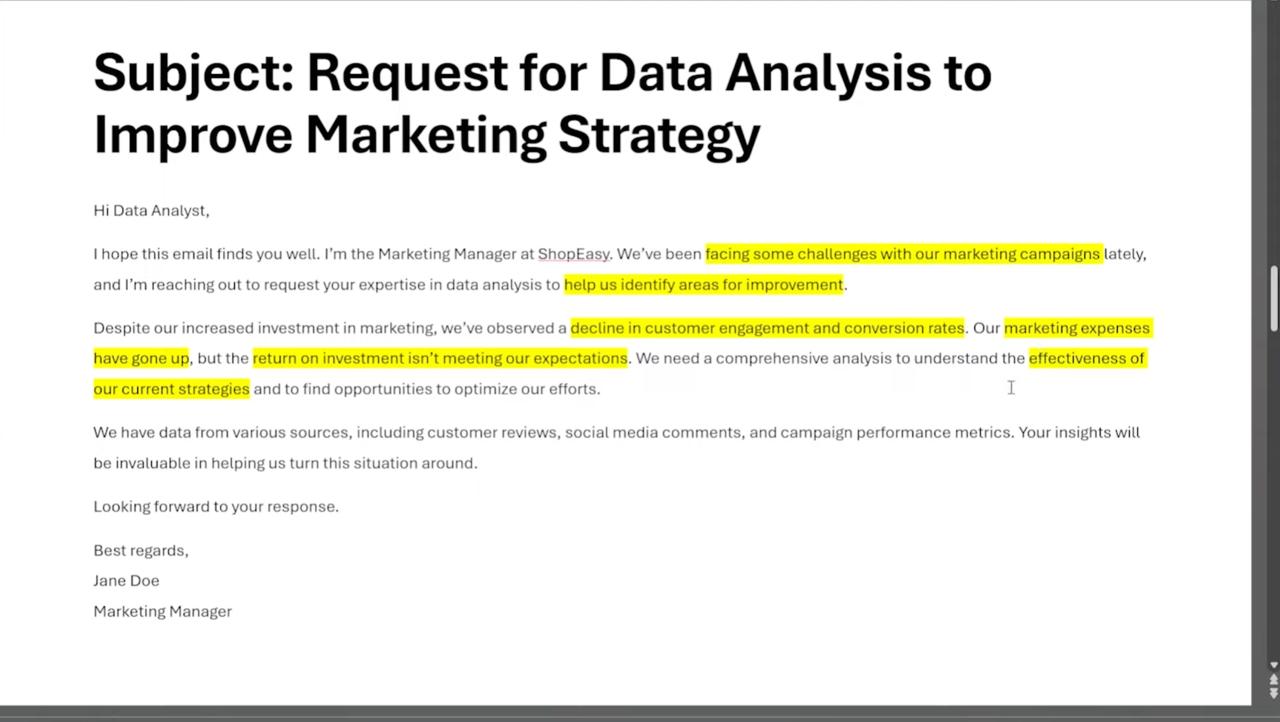 Subject: Request for Data Analysis to
Improve Marketing Strategy
Hi Data Analyst,
I hope this email finds you well. I’m the Marketing Manager at ShopEasy. We’ve been facing some challenges with our marketing campaigns lately,
and I’m reaching out to request your expertise in data analysis to help us identify areas for improvement.
Despite our increased investment in marketing, we’ve observed a decline in customer engagement and conversion rates. Our marketing expenses
have gone up, but the return on investment isn’t meeting our expectations. We need a comprehensive analysis to understand the effectiveness of
our current strategies and to find opportunities to optimize our efforts.
We have data from various sources, including customer reviews, social media comments, and campaign performance metrics. Your insights will
be invaluable in helping us turn this situation around.
Looking forward to your response.
Best regards,
Jane Doe
Marketing Manager